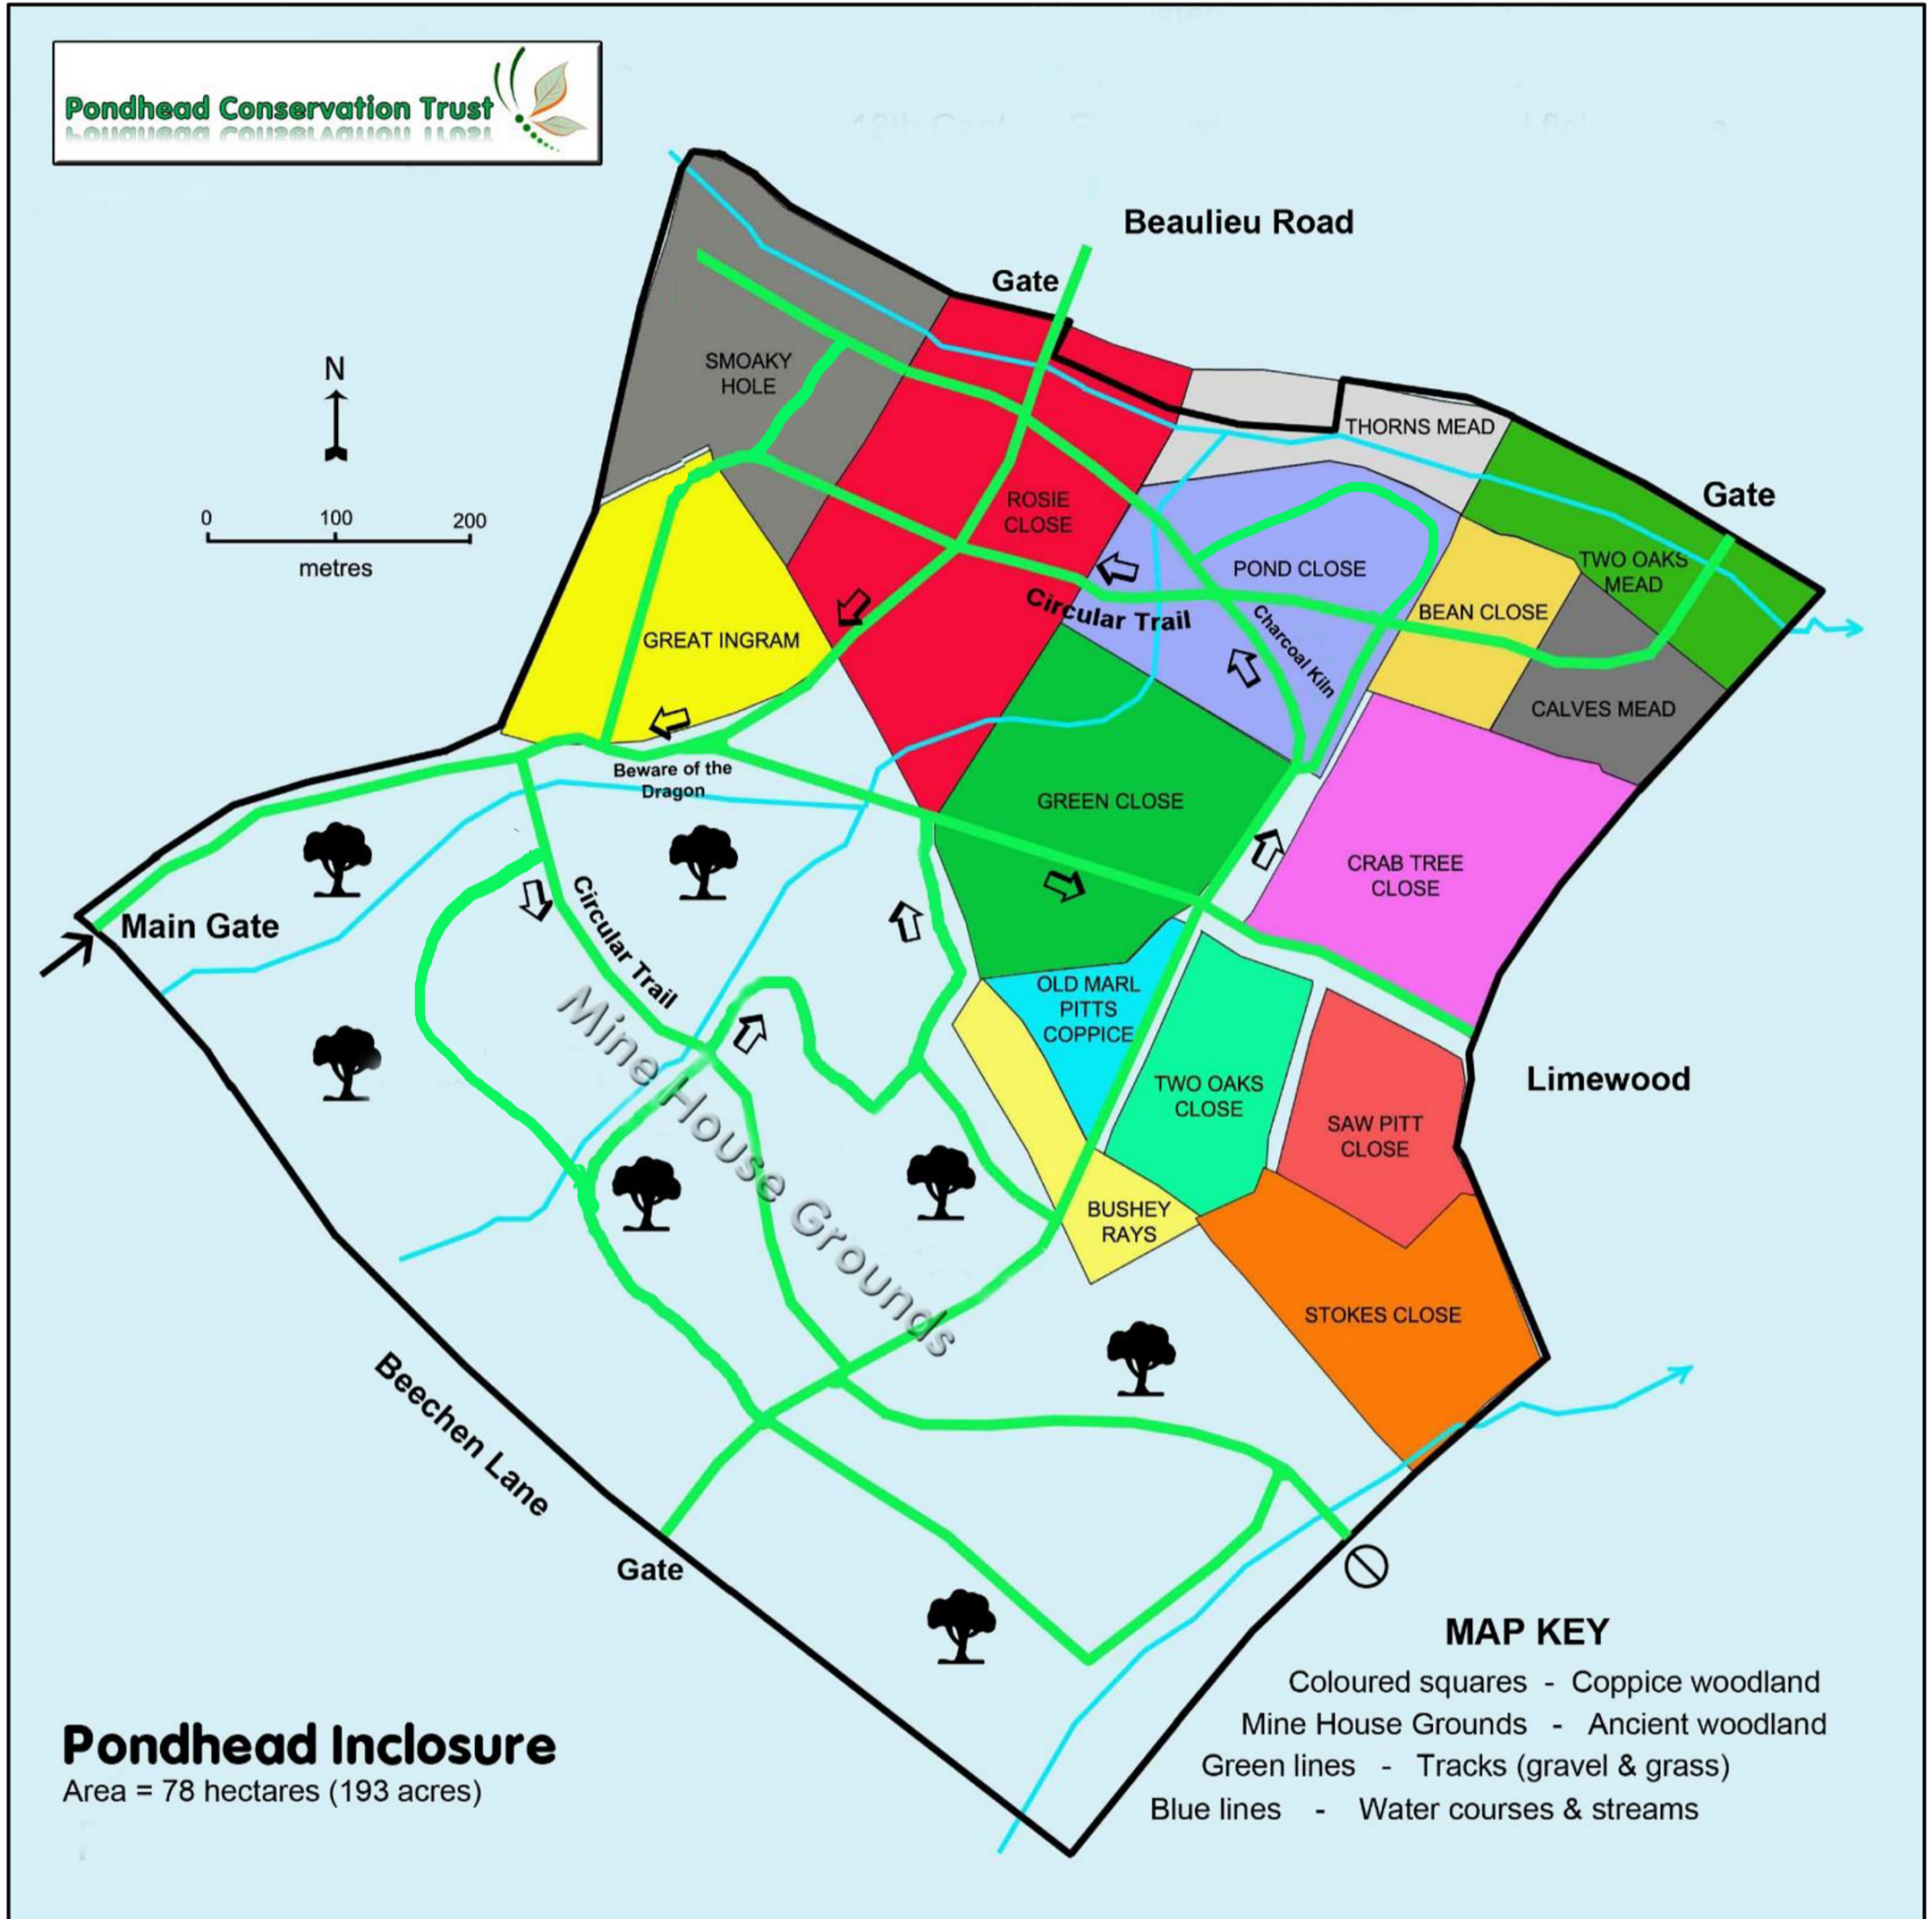 Pondhead Conservation Trust
Beaulieu Road
Gate
N
SMOAKY
HOLE
THORNS MEAD
Gate
0 100 200
metres
ROSIE
CLOSE
POND CLOSE
TWO OAKS
MEAD
Circular Trail
Charcoal Kiln
BEAN CLOSE
GREAT INGRAM
CALVES MEAD
Beware of the
Dragon
GREEN CLOSE
CRAB TREE
CLOSE
Main Gate
Circular Trail
OLD MARL
PITTS
COPPICE
Mine House Grounds
TWO OAKS
CLOSE
Limewood
SAW PITT
CLOSE
BUSHEY
RAYS
STOKES CLOSE
Beechen Lane
Gate
MAP KEY
Coloured squares - Coppice woodland
Mine House Grounds - Ancient woodland
Green lines - Tracks (gravel & grass)
Blue lines - Water courses & streams
Pondhead Inclosure
Area = 78 hectares (193 acres)